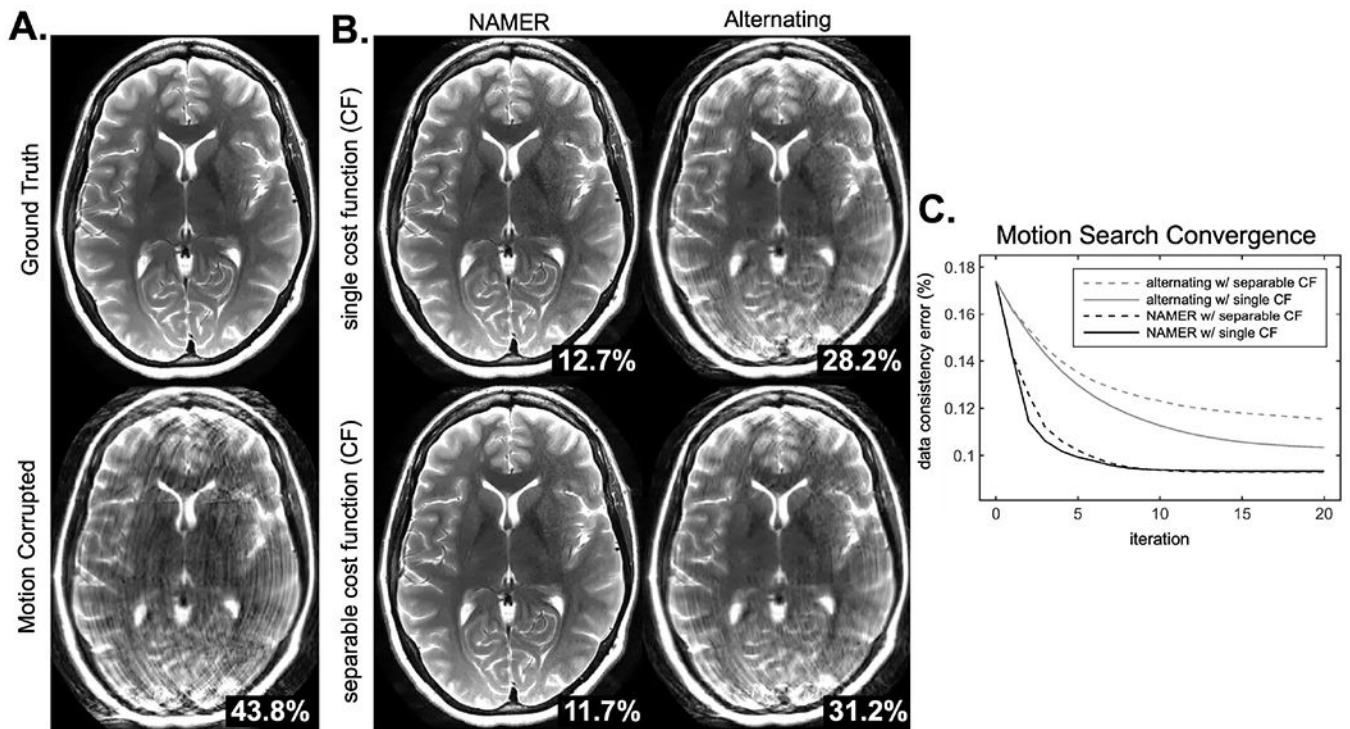 A.
Ground Truth
Motion Corrupted
43.8%
B.
NAMER
Alternating
single cost function (CF)
12.7%
28.2%
separable cost function (CF)
11.7%
31.2%
C.
Motion Search Convergence
data consistency error (%)
0.18
0.16
0.14
0.12
0.1
alternating w/ separable CF
alternating w/ single CF
NAMER w/ separable CF
NAMER w/ single CF
0
5
10
15
20
iteration